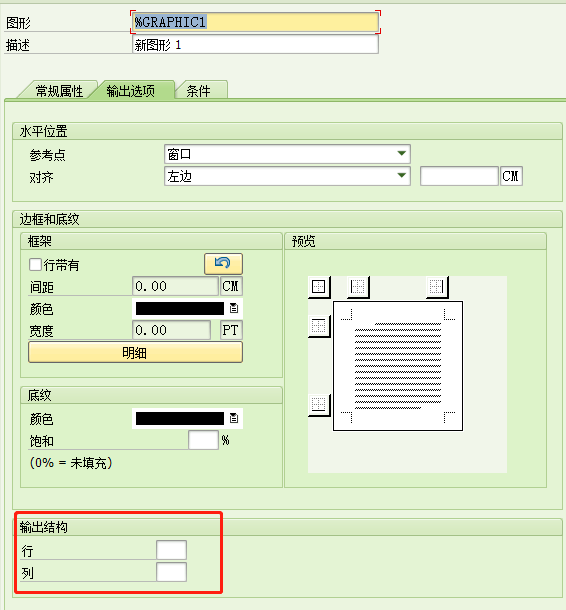 图形 %GRAPHIC1
描述 新图形 1
常规属性 输出选项 条件
水平位置
参考点 窗口
对齐 左边 CM
边框和底纹
框架 预览
行带有
间距 0.00 CM
颜色
宽度 0.00 PT
明细
底纹
颜色
饱和 %
(0% = 未填充)
输出结构
行
列